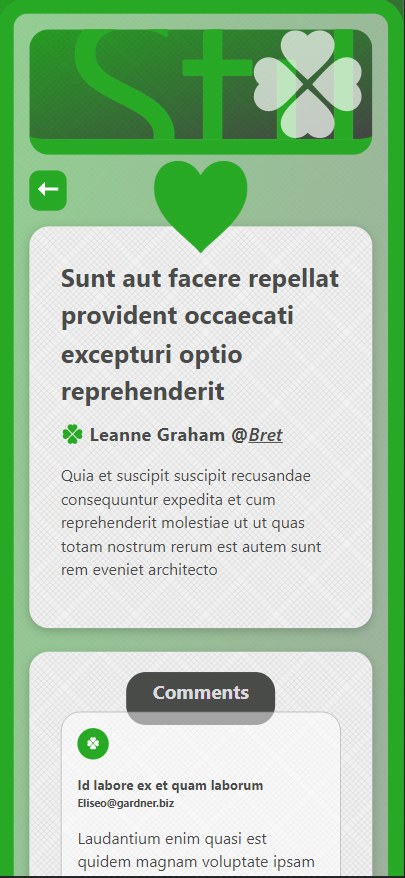 Sunt aut facere repellat
provident occaecati
excepturi optio
reprehenderit
Leanne Graham @Bret
Quia et suscipit suscipit recusandae
consequuntur expedita et cum
reprehenderit molestiae ut ut quas
totam nostrum rerum est autem sunt
rem eveniet architecto
Comments
Id labore ex et quam laborum
Eliseo@gardner.biz
Laudantium enim quasi est
quidem magnam voluptate ipsam